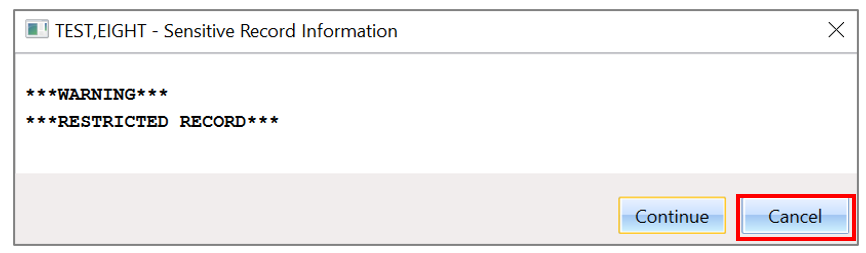 TEST,EIGHT - Sensitive Record Information
***WARNING***
***RESTRICTED RECORD***
Continue Cancel